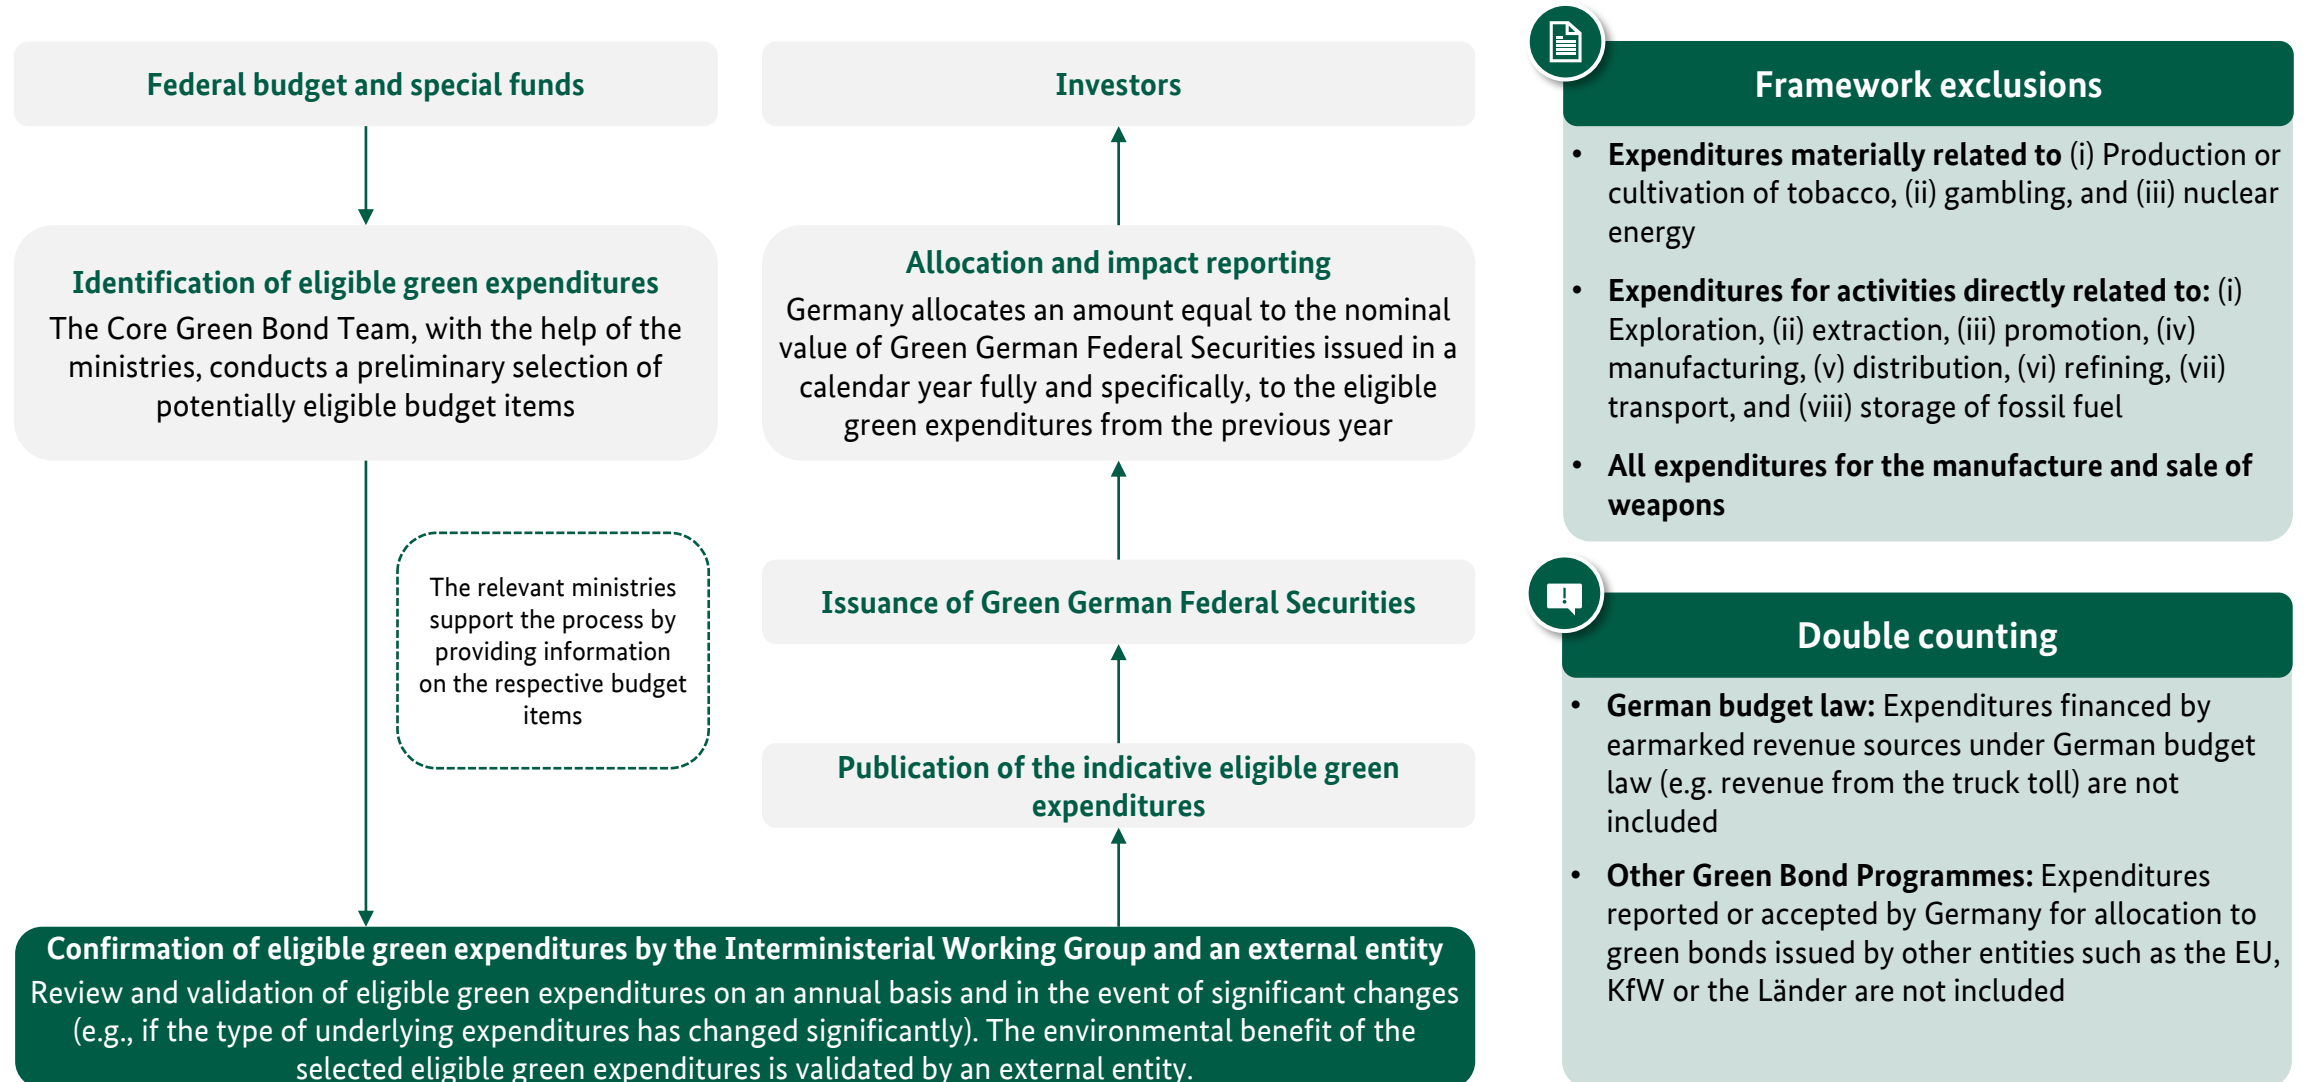 Federal budget and special funds
Identification of eligible green expenditures
The Core Green Bond Team, with the help of the
ministries, conducts a preliminary selection of
potentially eligible budget items
The relevant ministries
support the process by
providing information
on the respective budget
items
Investors
Allocation and impact reporting
Germany allocates an amount equal to the nominal
value of Green German Federal Securities issued in a
calendar year fully and specifically, to the eligible
green expenditures from the previous year
Issuance of Green German Federal Securities
Publication of the indicative eligible green
expenditures
Confirmation of eligible green expenditures by the Interministerial Working Group and an external entity
Review and validation of eligible green expenditures on an annual basis and in the event of significant changes
(e.g., if the type of underlying expenditures has changed significantly). The environmental benefit of the
selected eligible green expenditures is validated by an external entity.
Framework exclusions
• Expenditures materially related to (i) Production or
cultivation of tobacco, (ii) gambling, and (iii) nuclear
energy
• Expenditures for activities directly related to: (i)
Exploration, (ii) extraction, (iii) promotion, (iv)
manufacturing, (v) distribution, (vi) refining, (vii)
transport, and (viii) storage of fossil fuel
• All expenditures for the manufacture and sale of
weapons
Double counting
• German budget law: Expenditures financed by
earmarked revenue sources under German budget
law (e.g. revenue from the truck toll) are not
included
• Other Green Bond Programmes: Expenditures
reported or accepted by Germany for allocation to
green bonds issued by other entities such as the EU,
KfW or the Länder are not included